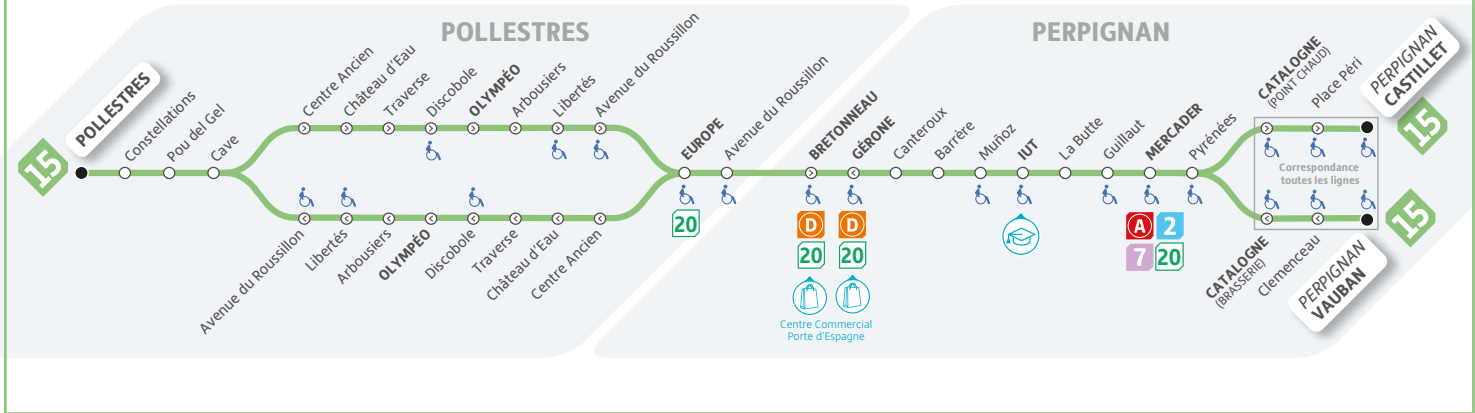 POLLESTRES
PERPIGNAN
15
POLLESTRES
Constellations
Pou del Gel
Cave
Centre Ancien
Château d'Eau
Traverse
Discobole
OLYMPÉO
Arbousiers
Libertés
Avenue du Roussillon
Avenue du Roussillon
Libertés
Arbousiers
OLYMPÉO
Discobole
Traverse
Château d'Eau
Centre Ancien
EUROPE
20
Avenue du Roussillon
BRETONNEAU
D
20
GÉRONE
D
20
Centre Commercial
Porte d'Espagne
Canteroux
Barrère
Muñoz
IUT
La Butte
Guillaut
MERCADER
A
2
7
20
Pyrénées
CATALOGNE
(POINT CHAUD)
Place Péri
PERPIGNAN
CASTILLET
15
Correspondance
toutes les lignes
CATALOGNE
(BRASSERIE)
Clemenceau
PERPIGNAN
VAUBAN
15